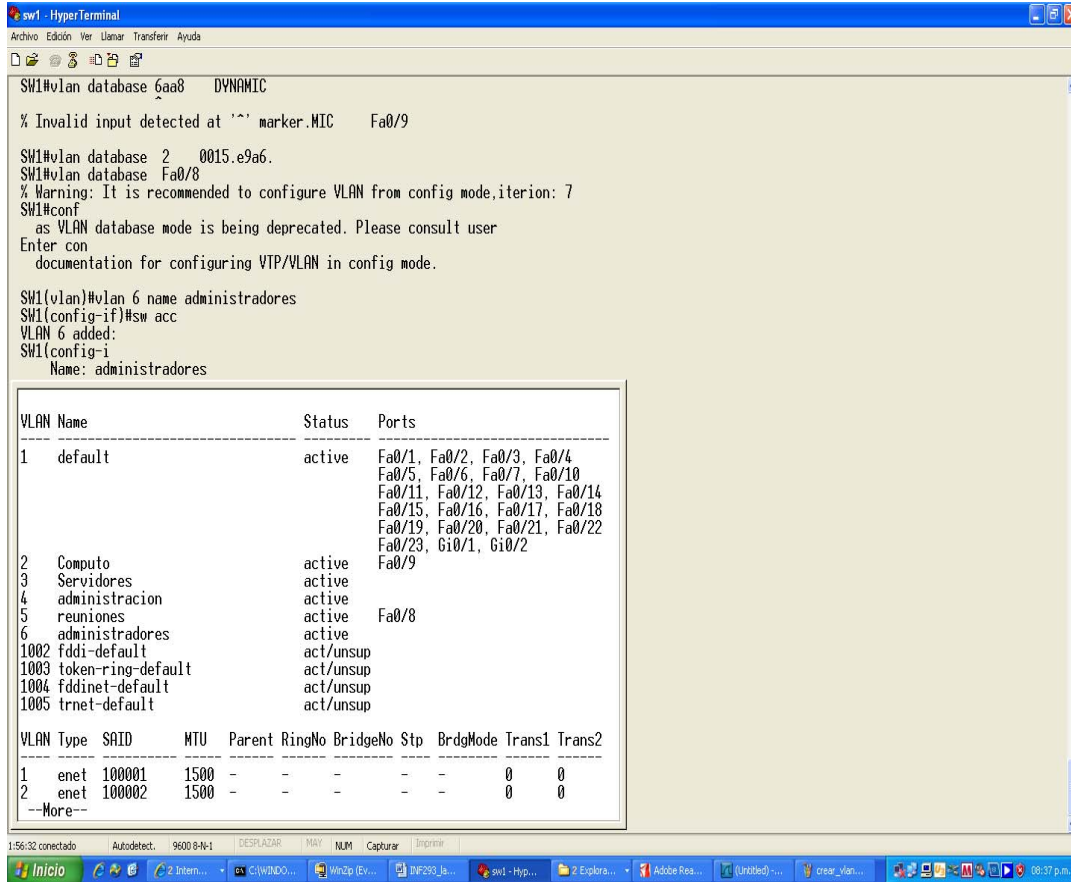 sw1 - HyperTerminal
Archivo Edición Ver Llamar Transferir Ayuda
SW1#vlan database 6aa8 DYNAMIC
^
% Invalid input detected at '^' marker.MIC Fa0/9
SW1#vlan database 2 0015.e9a6.
SW1#vlan database Fa0/8
% Warning: It is recommended to configure VLAN from config mode,iterion: 7
SW1#conf
as VLAN database mode is being deprecated. Please consult user
Enter con
documentation for configuring VTP/VLAN in config mode.
SW1(vlan)#vlan 6 name administradores
SW1(config-if)#sw acc
VLAN 6 added:
SW1(config-i
Name: administradores
VLAN Name Status Ports
---- -------------------------------- --------- -------------------------------
1 default active Fa0/1, Fa0/2, Fa0/3, Fa0/4
Fa0/5, Fa0/6, Fa0/7, Fa0/10
Fa0/11, Fa0/12, Fa0/13, Fa0/14
Fa0/15, Fa0/16, Fa0/17, Fa0/18
Fa0/19, Fa0/20, Fa0/21, Fa0/22
Fa0/23, Gi0/1, Gi0/2
2 Computo active Fa0/9
3 Servidores active
4 administracion active
5 reuniones active Fa0/8
6 administradores active
1002 fddi-default act/unsup
1003 token-ring-default act/unsup
1004 fddinet-default act/unsup
1005 trnet-default act/unsup
VLAN Type SAID MTU Parent RingNo BridgeNo Stp BrdgMode Trans1 Trans2
---- ----- ---------- ----- ------ ------ -------- ---- -------- ------ ------
1 enet 100001 1500 - - - - - 0 0
2 enet 100002 1500 - - - - - 0 0
--More--
1:56:32 conectado Autodetect. 9600 8-N-1 DESPLAZAR MAY NUM Capturar Imprimir
Inicio 2 Intern... C:\WINDO... WinZip (Ev... INF293_la... sw1 - Hyp... 2 Explora... Adobe Rea... (Untitled) -... crear_vlan... 08:37 p.m.